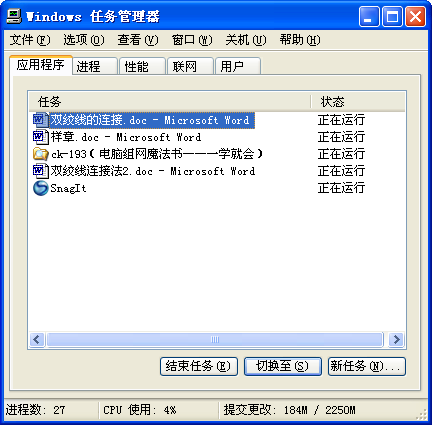 Windows 任务管理器
文件(F) 选项(O) 查看(V) 窗口(W) 关机(U) 帮助(H)
应用程序 进程 性能 联网 用户
任务 状态
双绞线的连接.doc - Microsoft Word 正在运行
样章.doc - Microsoft Word 正在运行
ck-193(电脑组网魔法书———学就会) 正在运行
双绞线连接法2.doc - Microsoft Word 正在运行
SnagIt 正在运行
结束任务(E) 切换至(S) 新任务(N)...
进程数: 27 CPU 使用: 4% 提交更改: 184M / 2250M